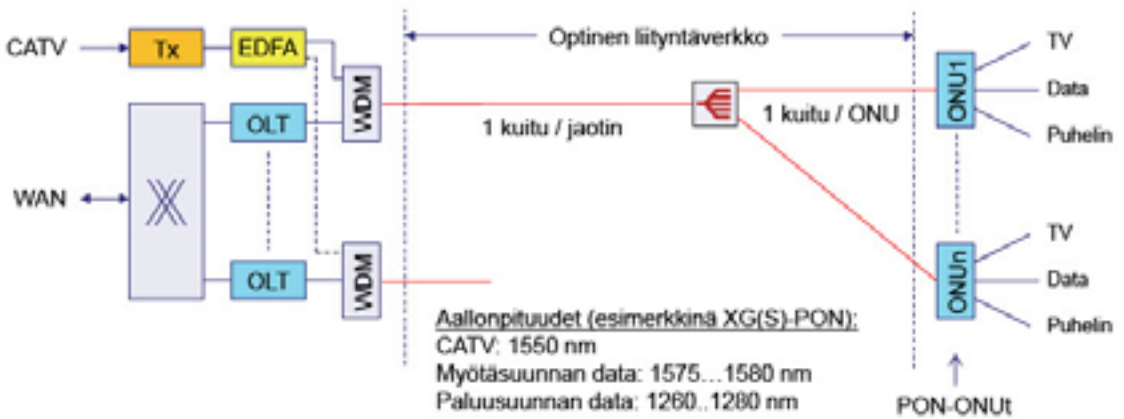 CATV
Tx
EDFA
WDM
Optinen liityntäverkko
ONU1
TV
Data
Puhelin
OLT
1 kuitu / jaotin
1 kuitu / ONU
WAN
OLT
WDM
ONUn
TV
Data
Puhelin
Aallonpituudet (esimerkkinä XG(S)-PON):
CATV: 1550 nm
Myötäsuunnan data: 1575...1580 nm
Paluusuunnan data: 1260..1280 nm
PON-ONUt